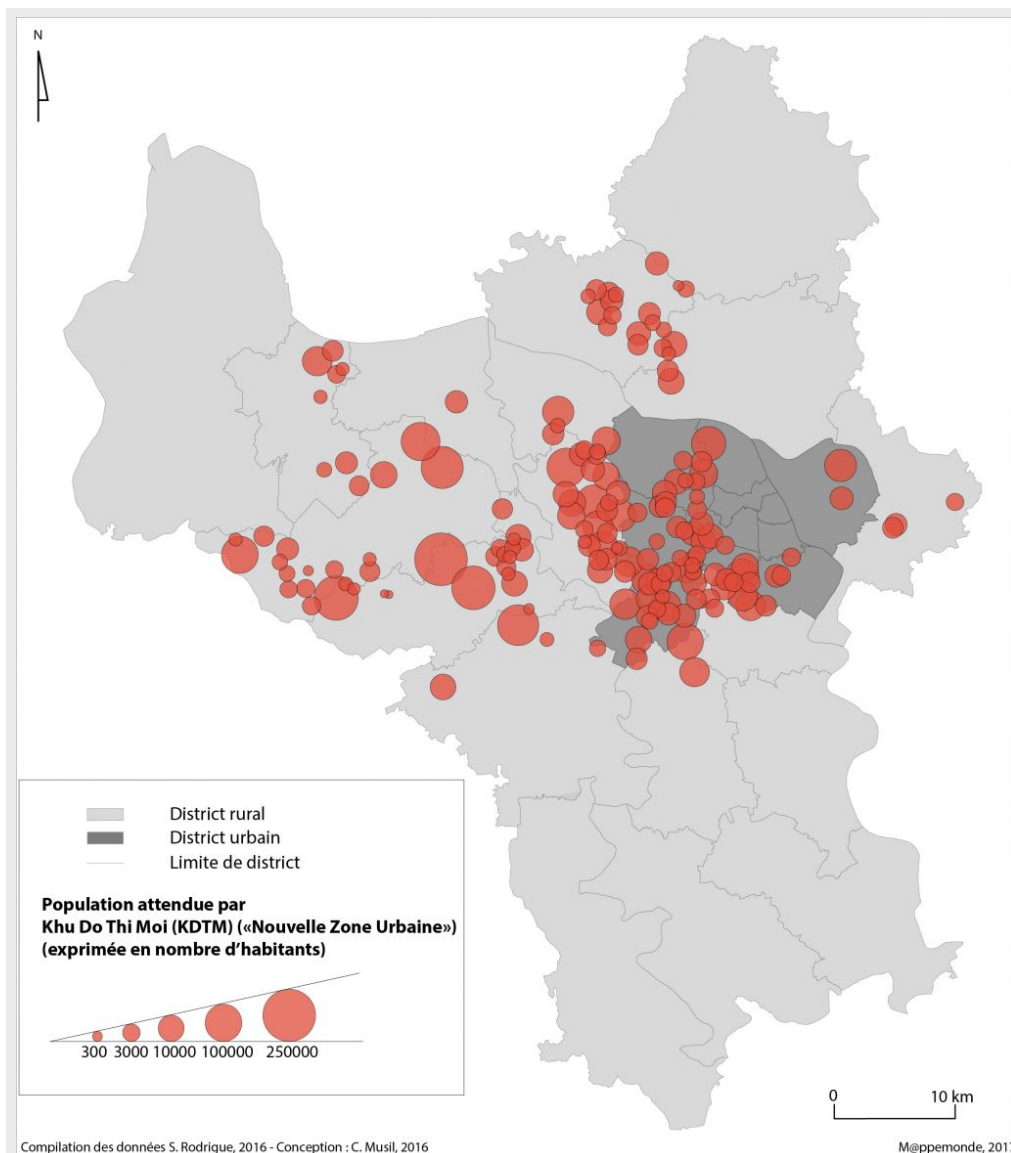 N
District rural
District urbain
Limite de district
Population attendue par
Khu Do Thi Moi (KDTM) («Nouvelle Zone Urbaine»)
(exprimée en nombre d'habitants)
300 3000 10000 100000 250000
0 10 km
Compilation des données S. Rodrigue, 2016 - Conception : C. Musil, 2016
M@ppemonde, 2017